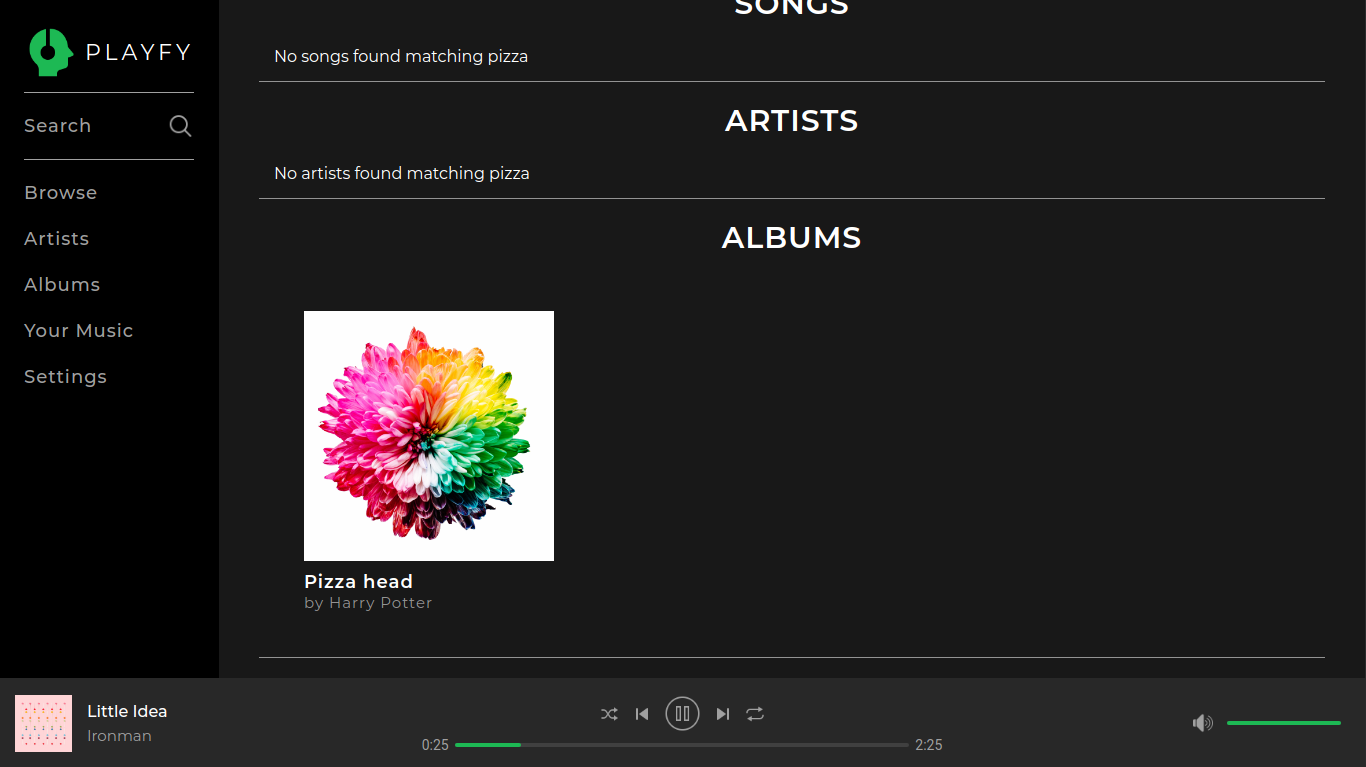 PLAYFY
Search
Browse
Artists
Albums
Your Music
Settings
SONGS
No songs found matching pizza
ARTISTS
No artists found matching pizza
ALBUMS
Pizza head
by Harry Potter
Little Idea
Ironman
0:25
2:25